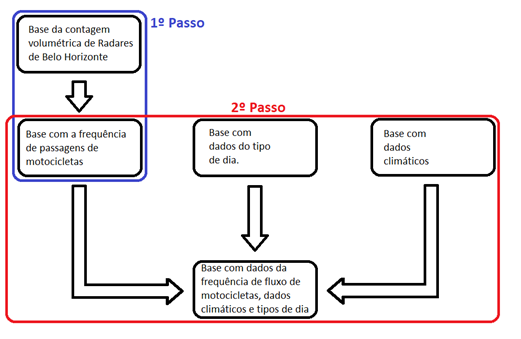 1º Passo
Base da contagem
volumétrica de Radares
de Belo Horizonte
2º Passo
Base com a frequência
de passagens de
motocicletas
Base com
dados do tipo
de dia.
Base com
dados
climáticos
Base com dados da
frequência de fluxo de
motocicletas, dados
climáticos e tipos de dia